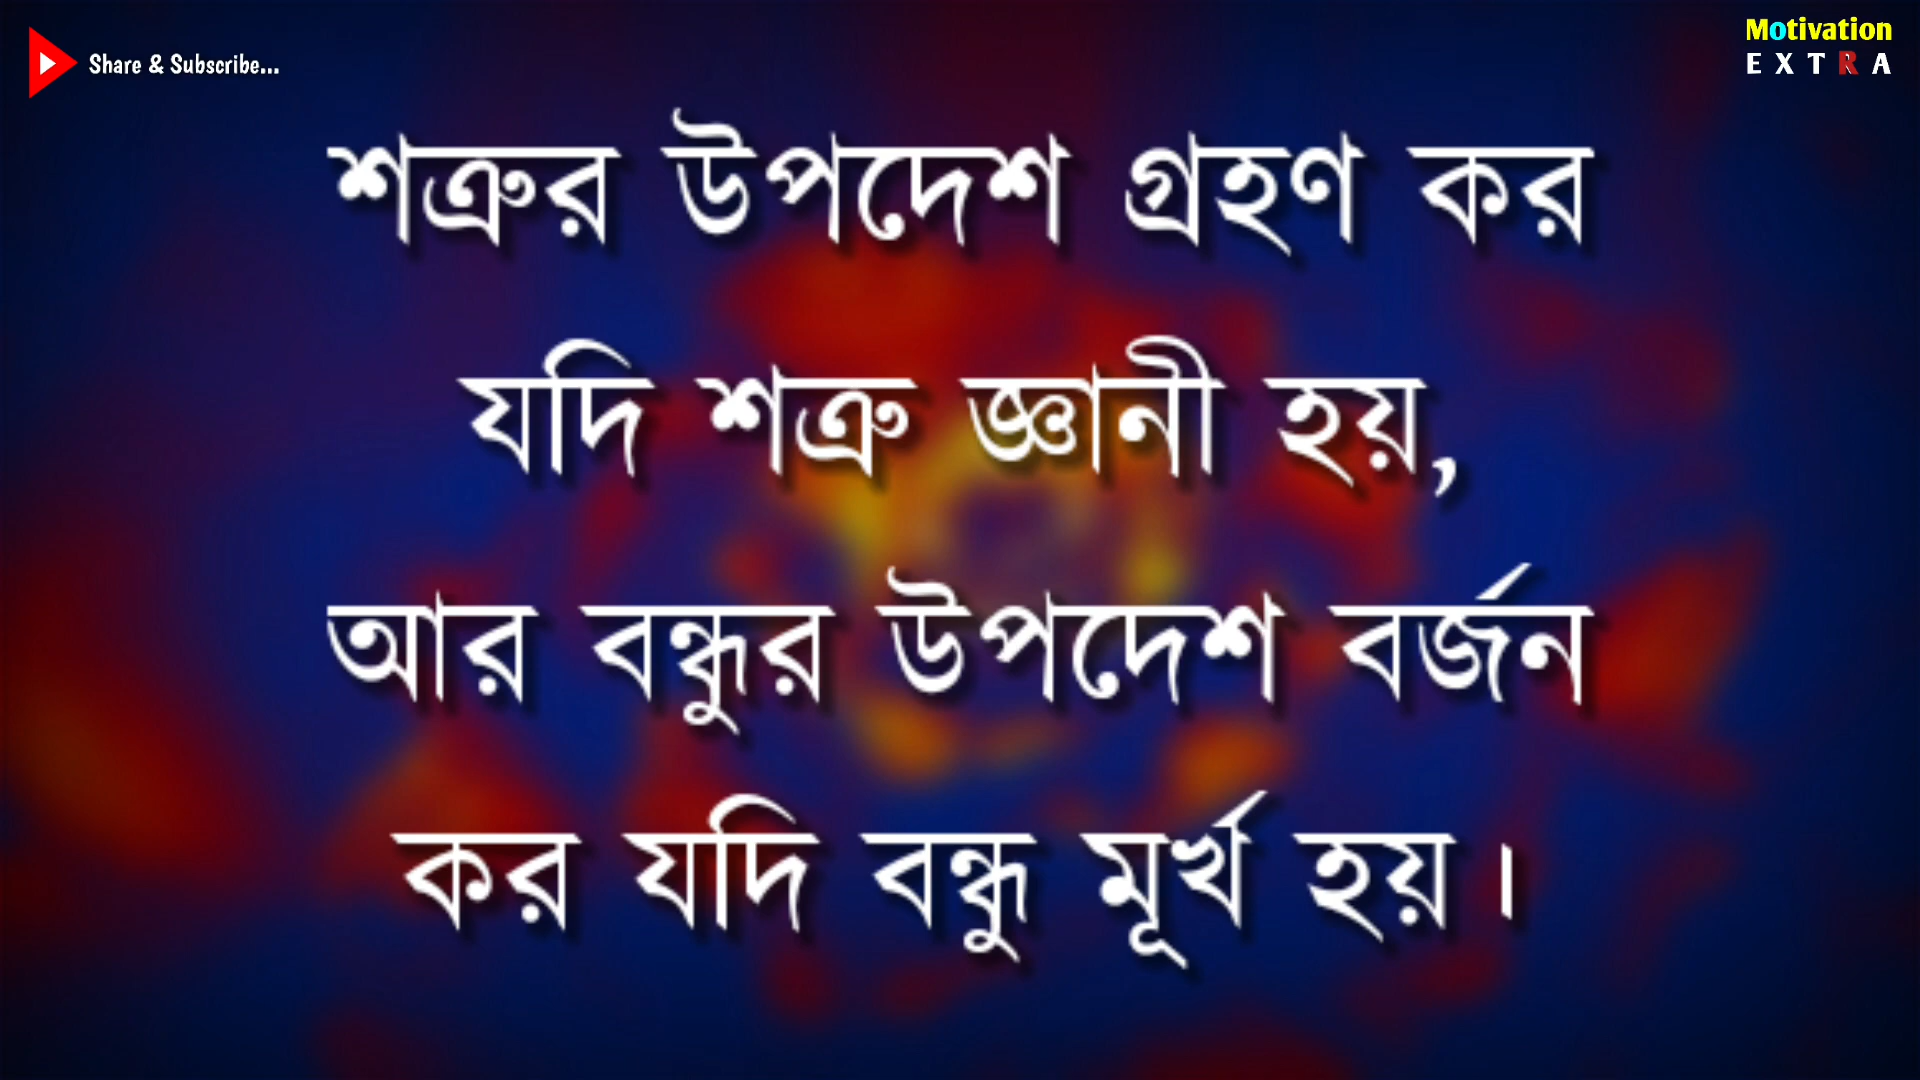 Share & Subscribe...
Motivation
EXTRA
শত্রুর উপদেশ গ্রহণ কর
যদি শত্রু জ্ঞানী হয়,
আর বন্ধুর উপদেশ বর্জন
কর যদি বন্ধু মূর্খ হয়।